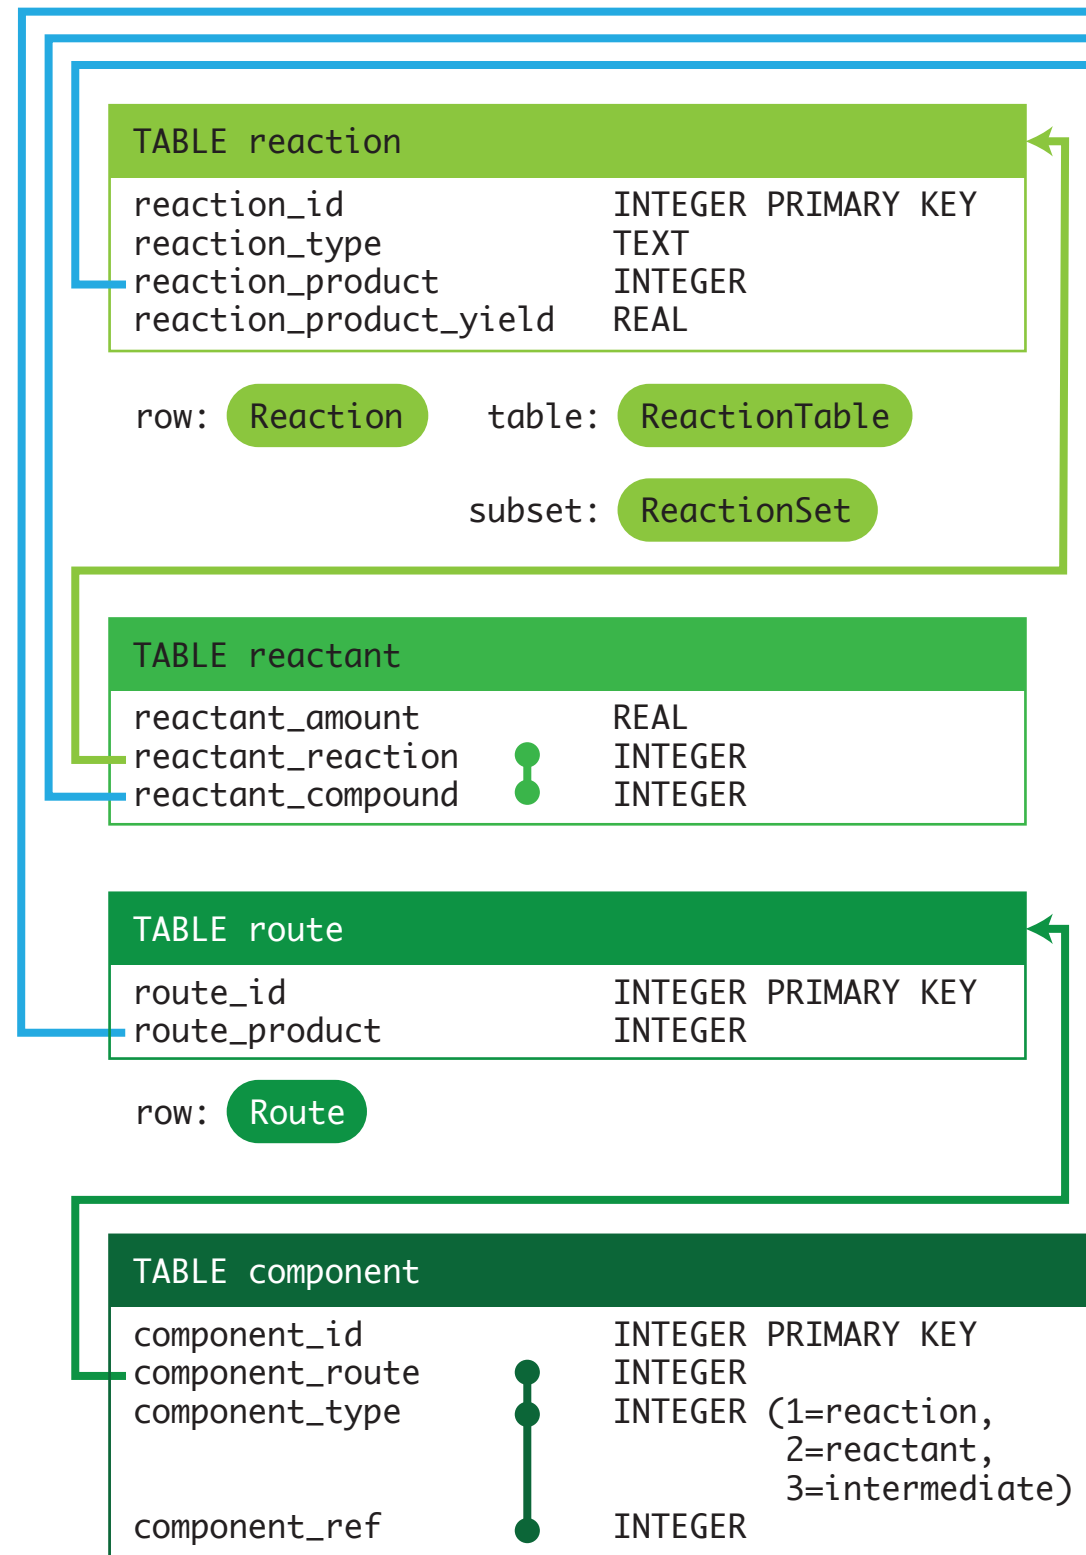 TABLE reaction
reaction_id INTEGER PRIMARY KEY
reaction_type TEXT
reaction_product INTEGER
reaction_product_yield REAL
row: Reaction table: ReactionTable
subset: ReactionSet
TABLE reactant
reactant_amount REAL
reactant_reaction INTEGER
reactant_compound INTEGER
TABLE route
route_id INTEGER PRIMARY KEY
route_product INTEGER
row: Route
TABLE component
component_id INTEGER PRIMARY KEY
component_route INTEGER
component_type INTEGER (1=reaction,
2=reactant,
3=intermediate)
component_ref INTEGER